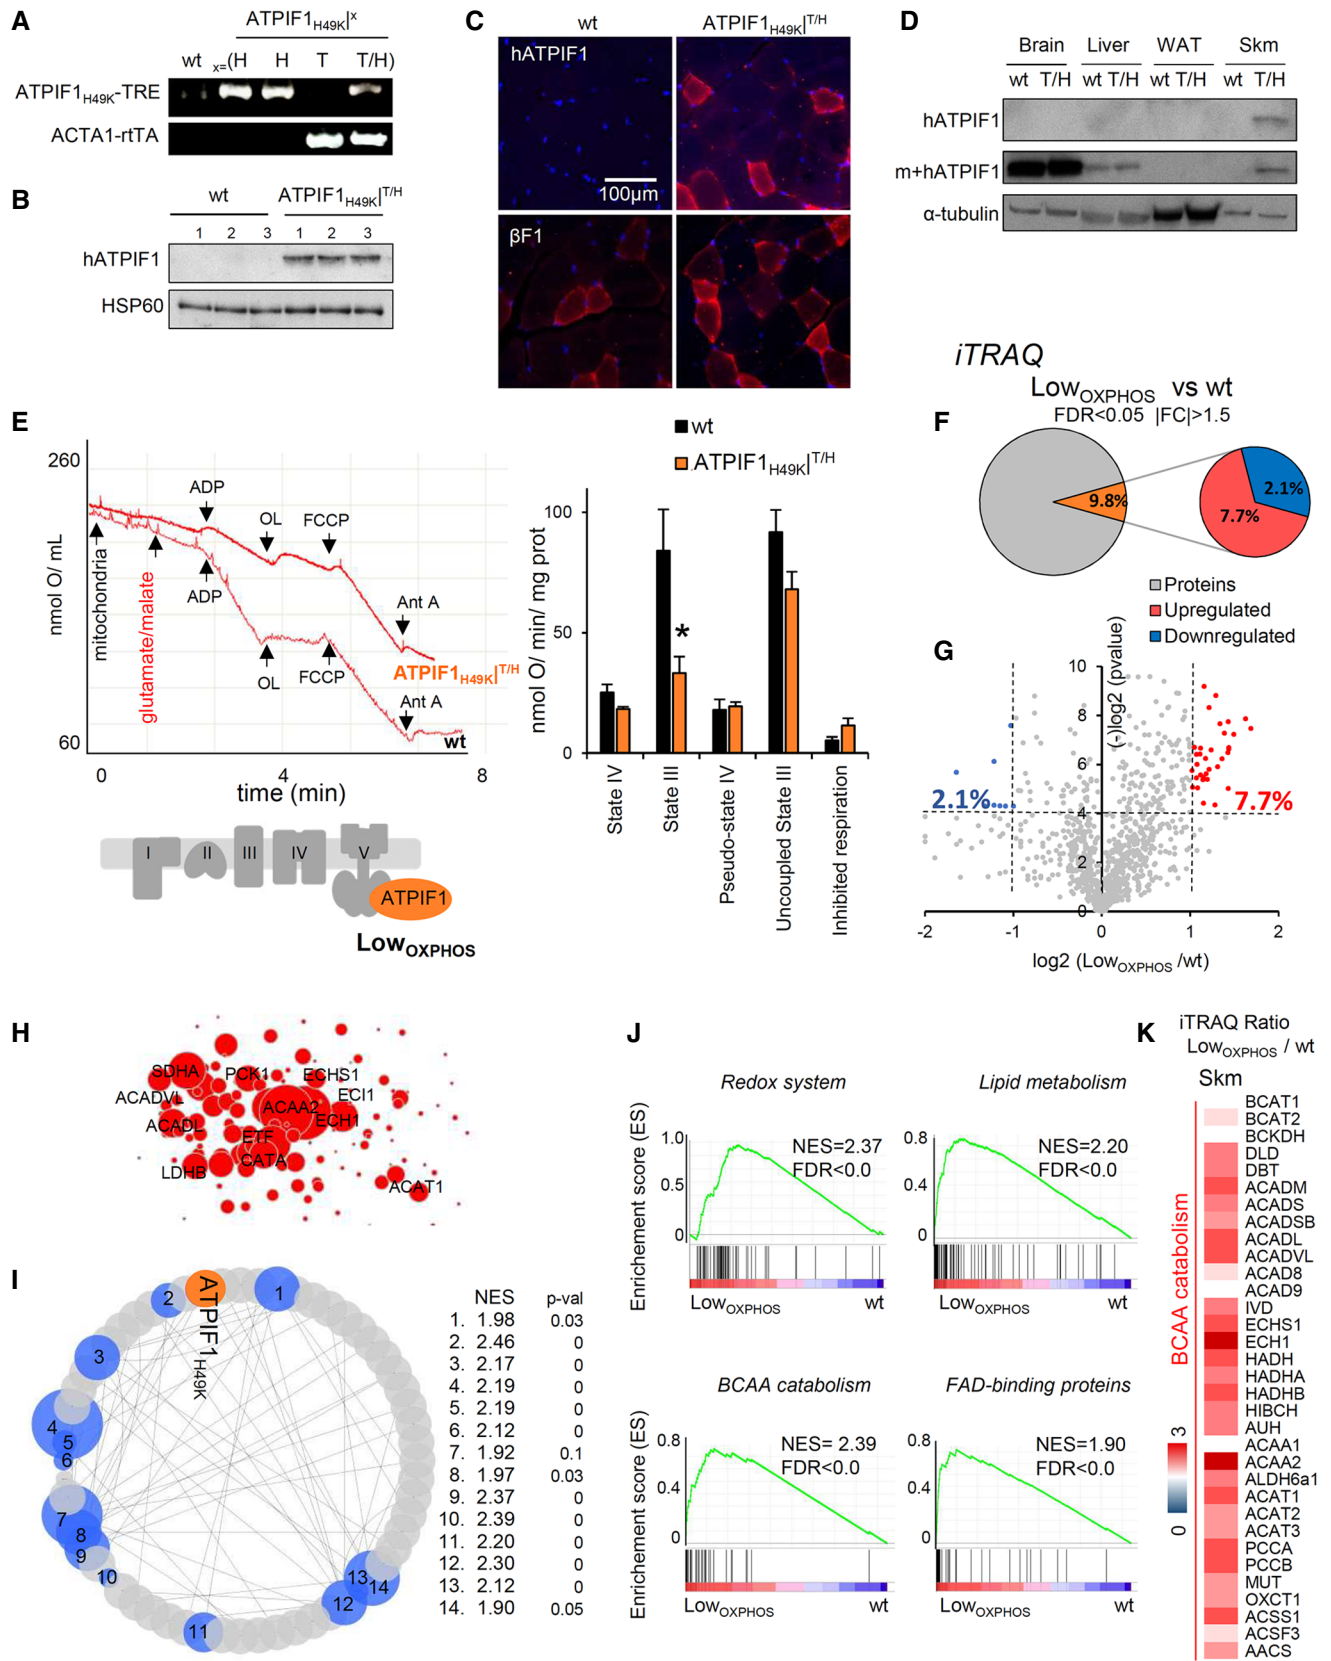 A
ATPIF1H49K|x
wt x=(H H T T/H)
ATPIF1H49K-TRE
ACTA1-rtTA
B
wt ATPIF1H49K|T/H
1 2 3 1 2 3
hATPIF1
HSP60
C
wt ATPIF1H49K|T/H
hATPIF1
100µm
βF1
D
Brain Liver WAT Skm
wt T/H wt T/H wt T/H wt T/H
hATPIF1
m+hATPIF1
α-tubulin
E
260
60
nmol O/ mL
mitochondria
glutamate/malate
ADP
OL
FCCP
Ant A
ATPIF1H49K|T/H
ADP
OL
FCCP
Ant A
wt
0 4 8
time (min)
I II III IV V
ATPIF1
LowOXPHOS
wt
ATPIF1H49K|T/H
nmol O/ min/ mg prot
100
50
0
*
State IV
State III
Pseudo-state IV
Uncoupled State III
Inhibited respiration
iTRAQ
LowOXPHOS vs wt
FDR<0.05 |FC|>1.5
F
9.8%
2.1%
7.7%
Proteins
Upregulated
Downregulated
G
(-)log2 (pvalue)
10
8
6
4
2
0
2.1%
7.7%
-2 -1 0 1 2
log2 (LowOXPHOS /wt)
H
SDHA
PCK1
ECHS1
ACADVL
ECI1
ACAA2
ECH1
ACADL
ETF
CATA
LDHB
ACAT1
I
ATPIF1H49K
1
2
3
4
5
6
7
8
9
10
11
12
13
14
NES p-val
1. 1.98 0.03
2. 2.46 0
3. 2.17 0
4. 2.19 0
5. 2.19 0
6. 2.12 0
7. 1.92 0.1
8. 1.97 0.03
9. 2.37 0
10. 2.39 0
11. 2.20 0
12. 2.30 0
13. 2.12 0
14. 1.90 0.05
J
Redox system
Enrichement score (ES)
1.0
0.5
0
NES=2.37
FDR<0.0
LowOXPHOS wt
Lipid metabolism
0.8
0.4
0
NES=2.20
FDR<0.0
LowOXPHOS wt
BCAA catabolism
Enrichement score (ES)
0.8
0.4
0
NES= 2.39
FDR<0.0
LowOXPHOS wt
FAD-binding proteins
0.8
0.4
0
NES=1.90
FDR<0.0
LowOXPHOS wt
K
iTRAQ Ratio
LowOXPHOS / wt
Skm
BCAA catabolism
3
0
BCAT1
BCAT2
BCKDH
DLD
DBT
ACADM
ACADS
ACADSB
ACADL
ACADVL
ACAD8
ACAD9
IVD
ECHS1
ECH1
HADH
HADHA
HADHB
HIBCH
AUH
ACAA1
ACAA2
ALDH6a1
ACAT1
ACAT2
ACAT3
PCCA
PCCB
MUT
OXCT1
ACSS1
ACSF3
AACS